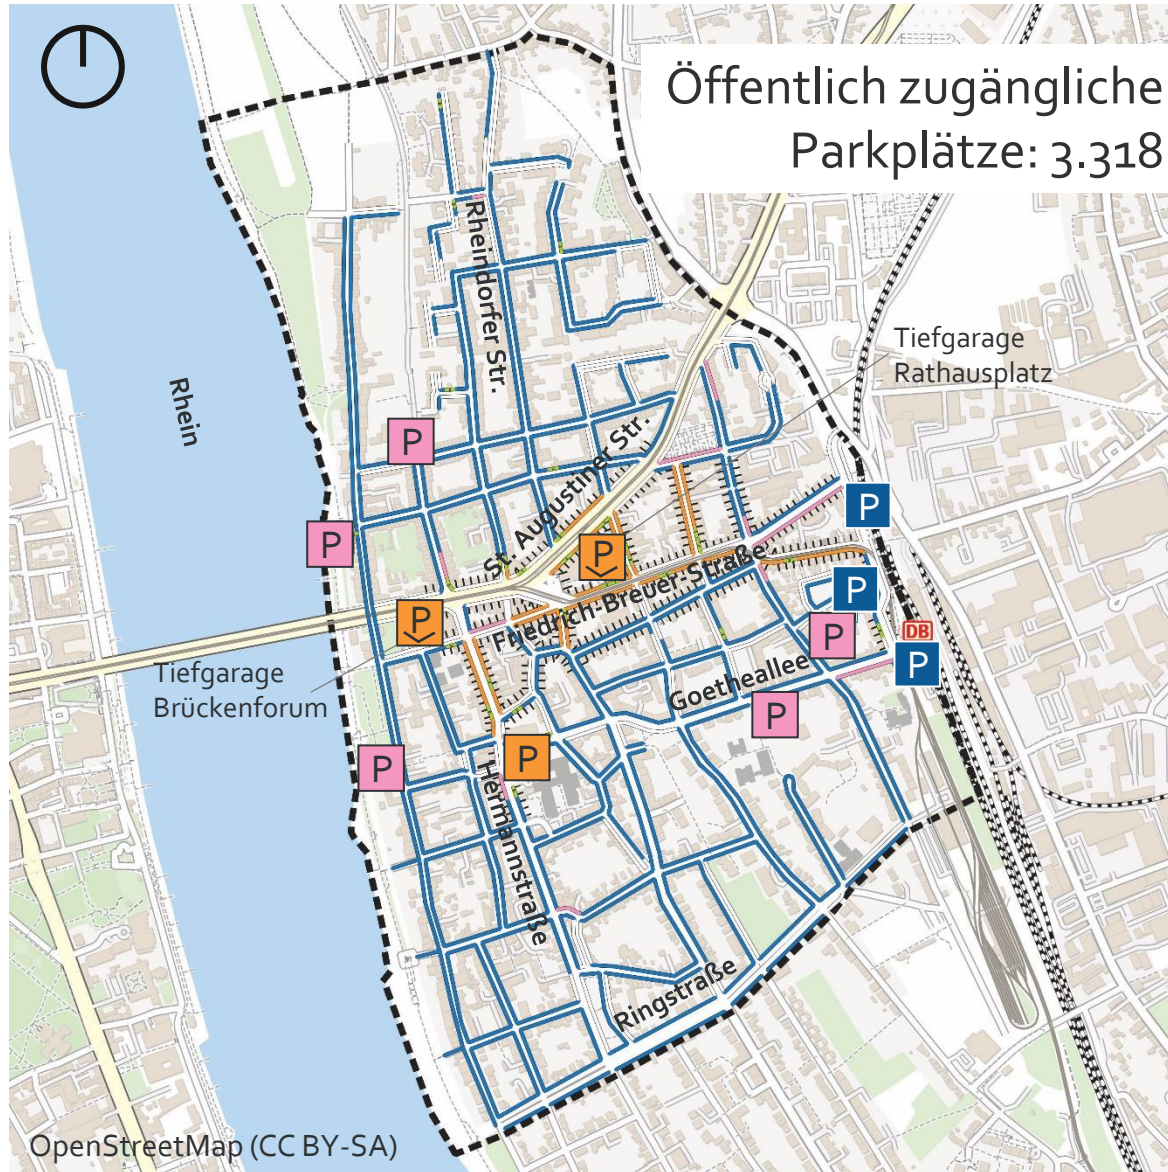 Öffentlich zugängliche
Parkplätze: 3.318
Rheindorfer Str.
Tiefgarage
Rathausplatz
Rhein
P
St. Augustiner Str.
P
P
P
P
P
Friedrich-Breuer-Straße
P
DB
P
Tiefgarage
Brückenforum
Goetheallee
P
P
P
Hermannstraße
Ringstraße
OpenStreetMap (CC BY-SA)